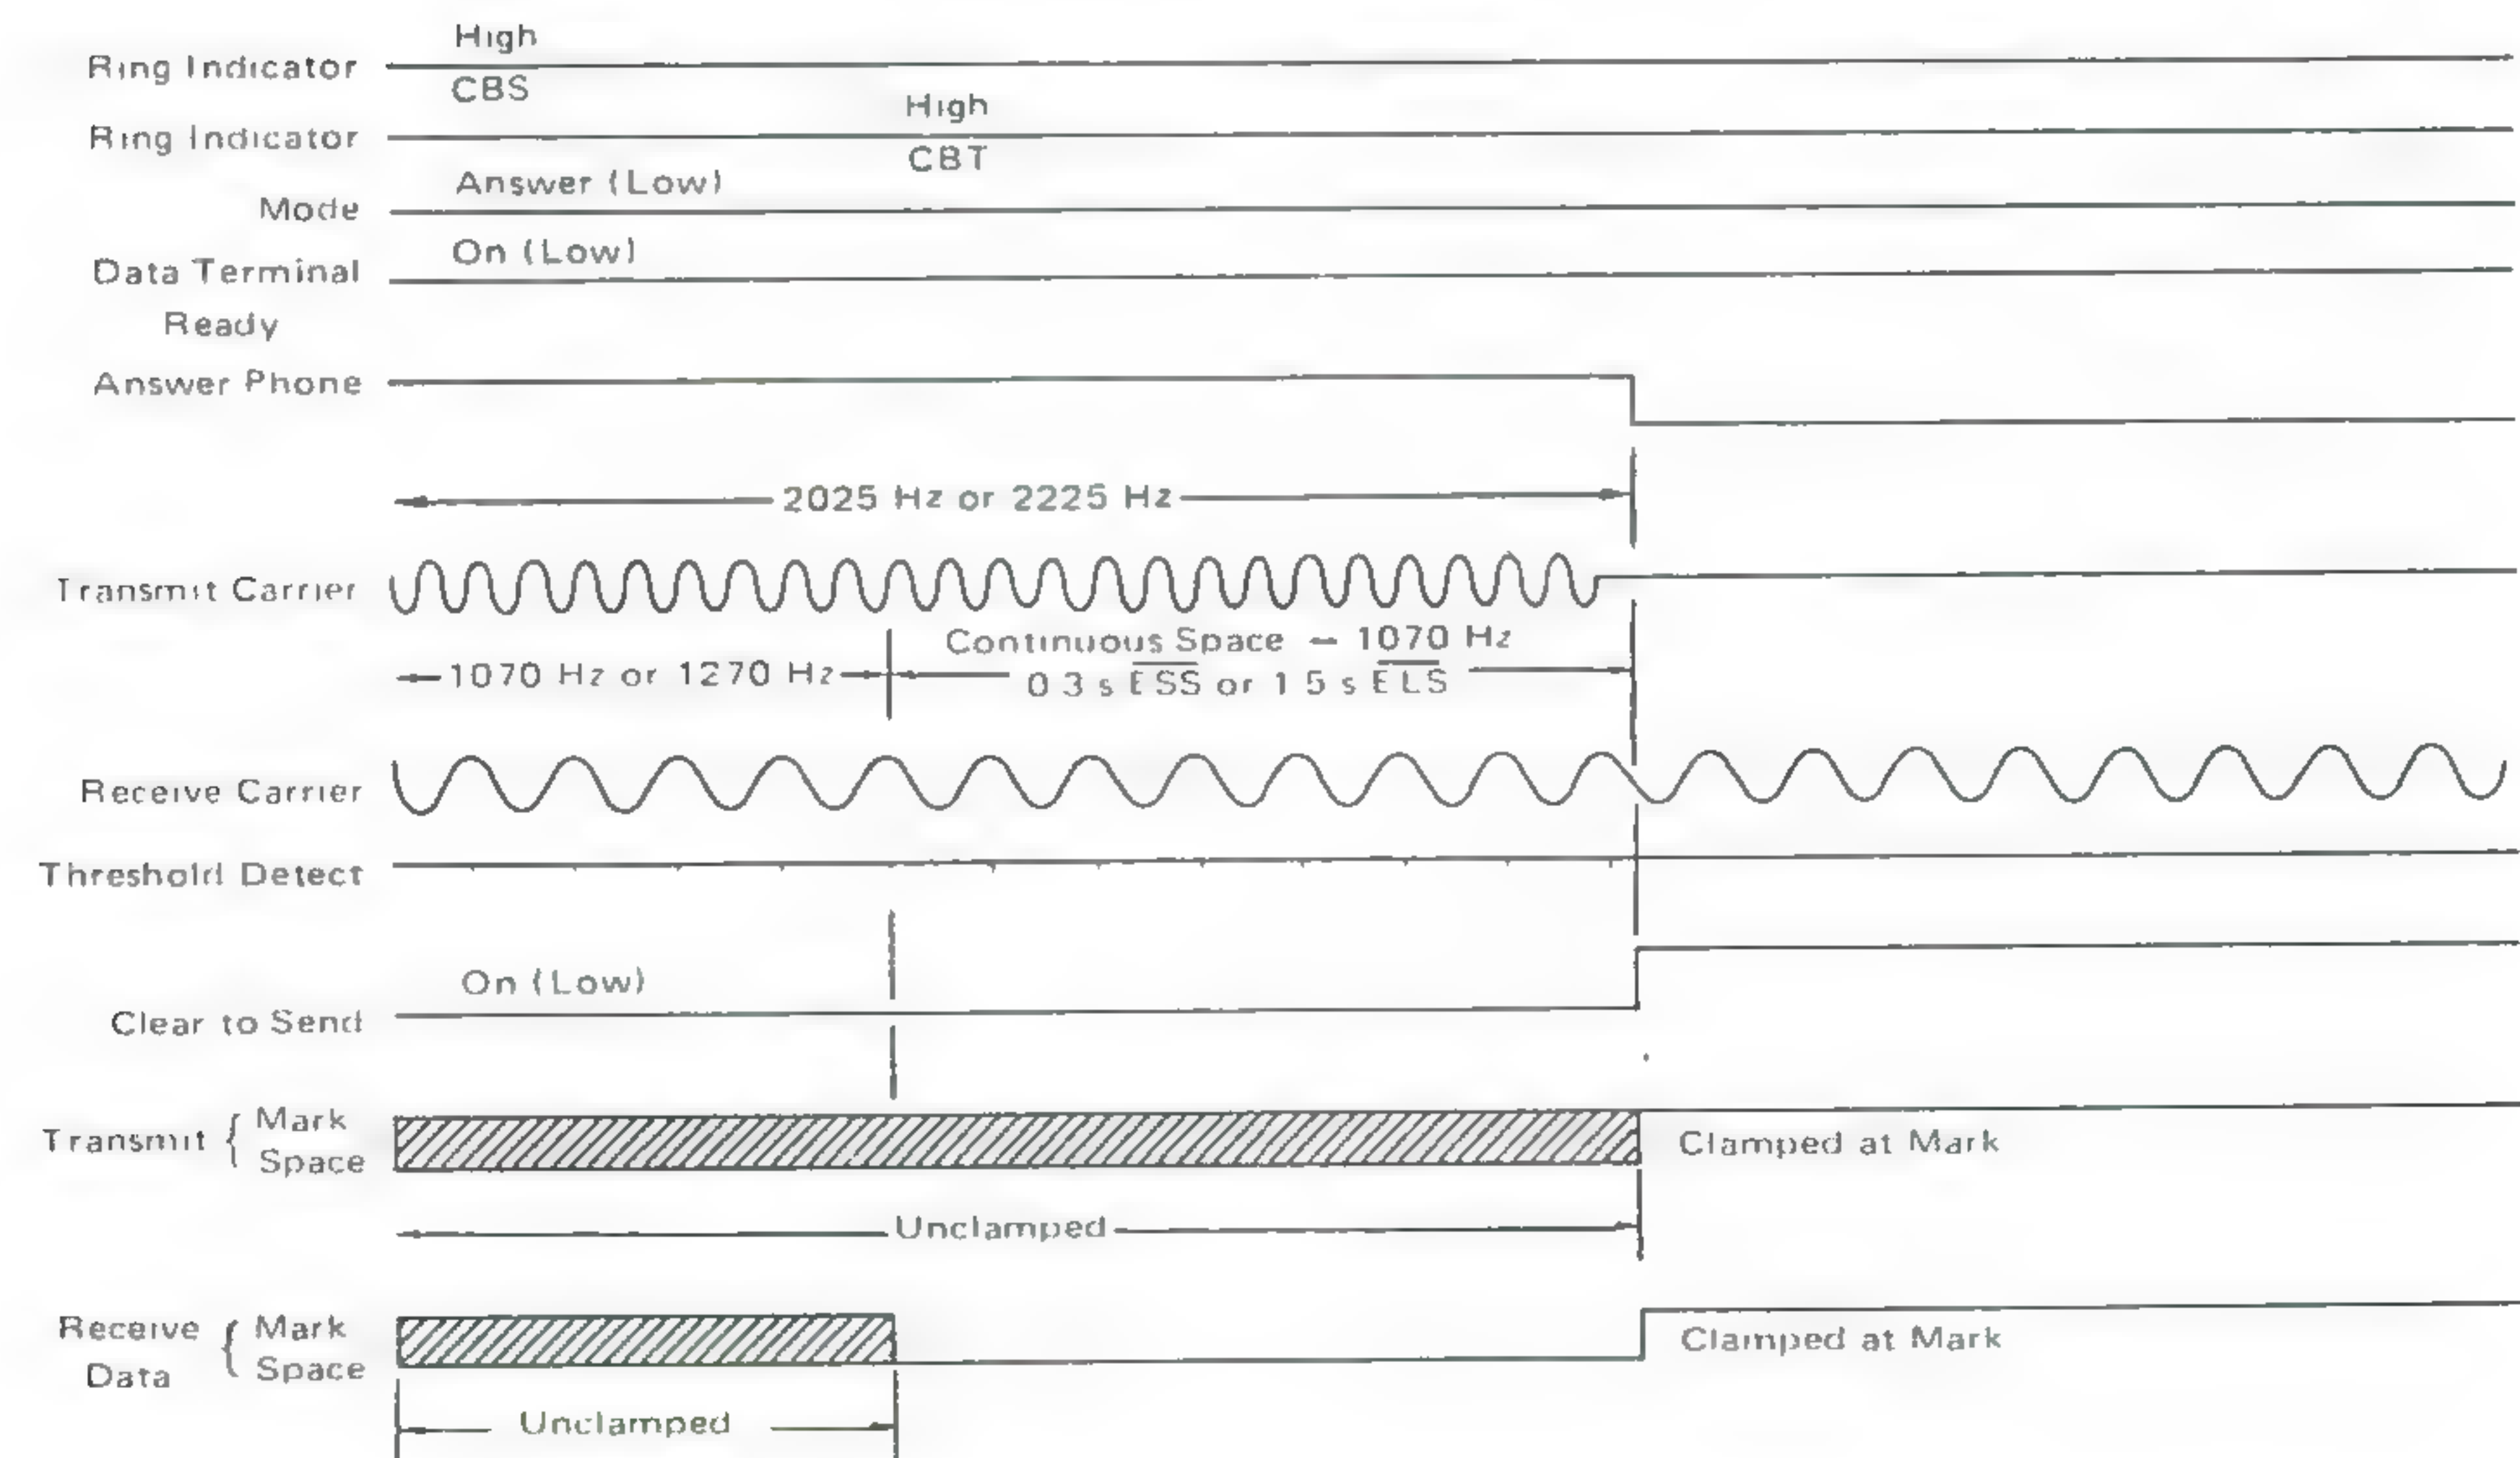 High
Ring Indicator
CBS
High
Ring Indicator
CBT
Answer (Low)
Mode
On (Low)
Data Terminal
Ready
Answer Phone
2025 Hz or 2225 Hz
Transmit Carrier
Continuous Space – 1070 Hz
1070 Hz or 1270 Hz
0 3 s ESS or 1 5 s ELS
Receive Carrier
Threshold Detect
On (Low)
Clear to Send
Transmit { Mark
Space
Clamped at Mark
Unclamped
Receive { Mark
Data Space
Clamped at Mark
Unclamped